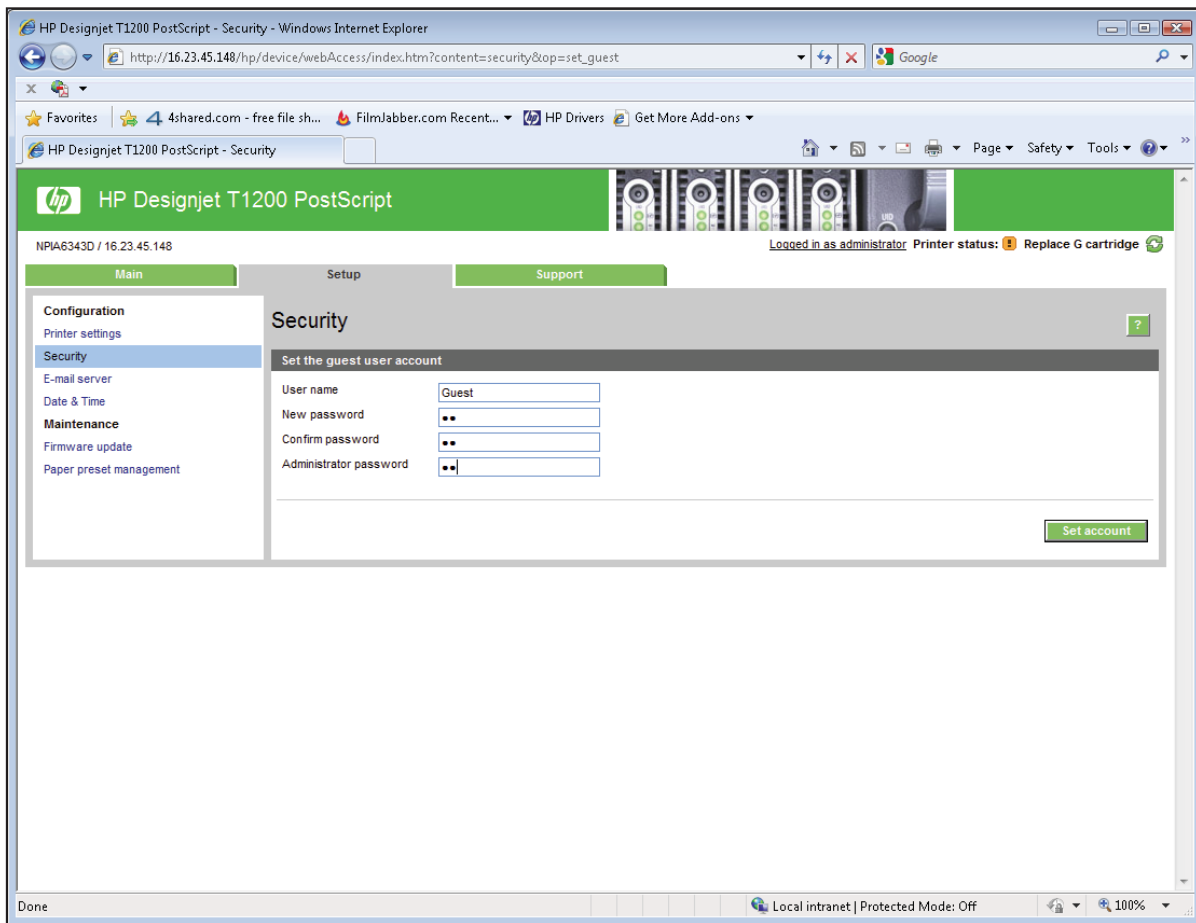 HP Designjet T1200 PostScript - Security - Windows Internet Explorer
http://16.23.45.148/hp/device/webAccess/index.htm?content=security&op=set_guest
Google
x
Favorites 4shared.com - free file sh... FilmJabber.com Recent... HP Drivers Get More Add-ons
HP Designjet T1200 PostScript - Security
Page Safety Tools
hp HP Designjet T1200 PostScript
UID
NPIA6343D / 16.23.45.148
Logged in as administrator Printer status: ! Replace G cartridge
Main Setup Support
Configuration
Printer settings
Security
E-mail server
Date & Time
Maintenance
Firmware update
Paper preset management
Security
?
Set the guest user account
User name Guest
New password ••
Confirm password ••
Administrator password ••
Set account
Done
Local intranet | Protected Mode: Off
100%